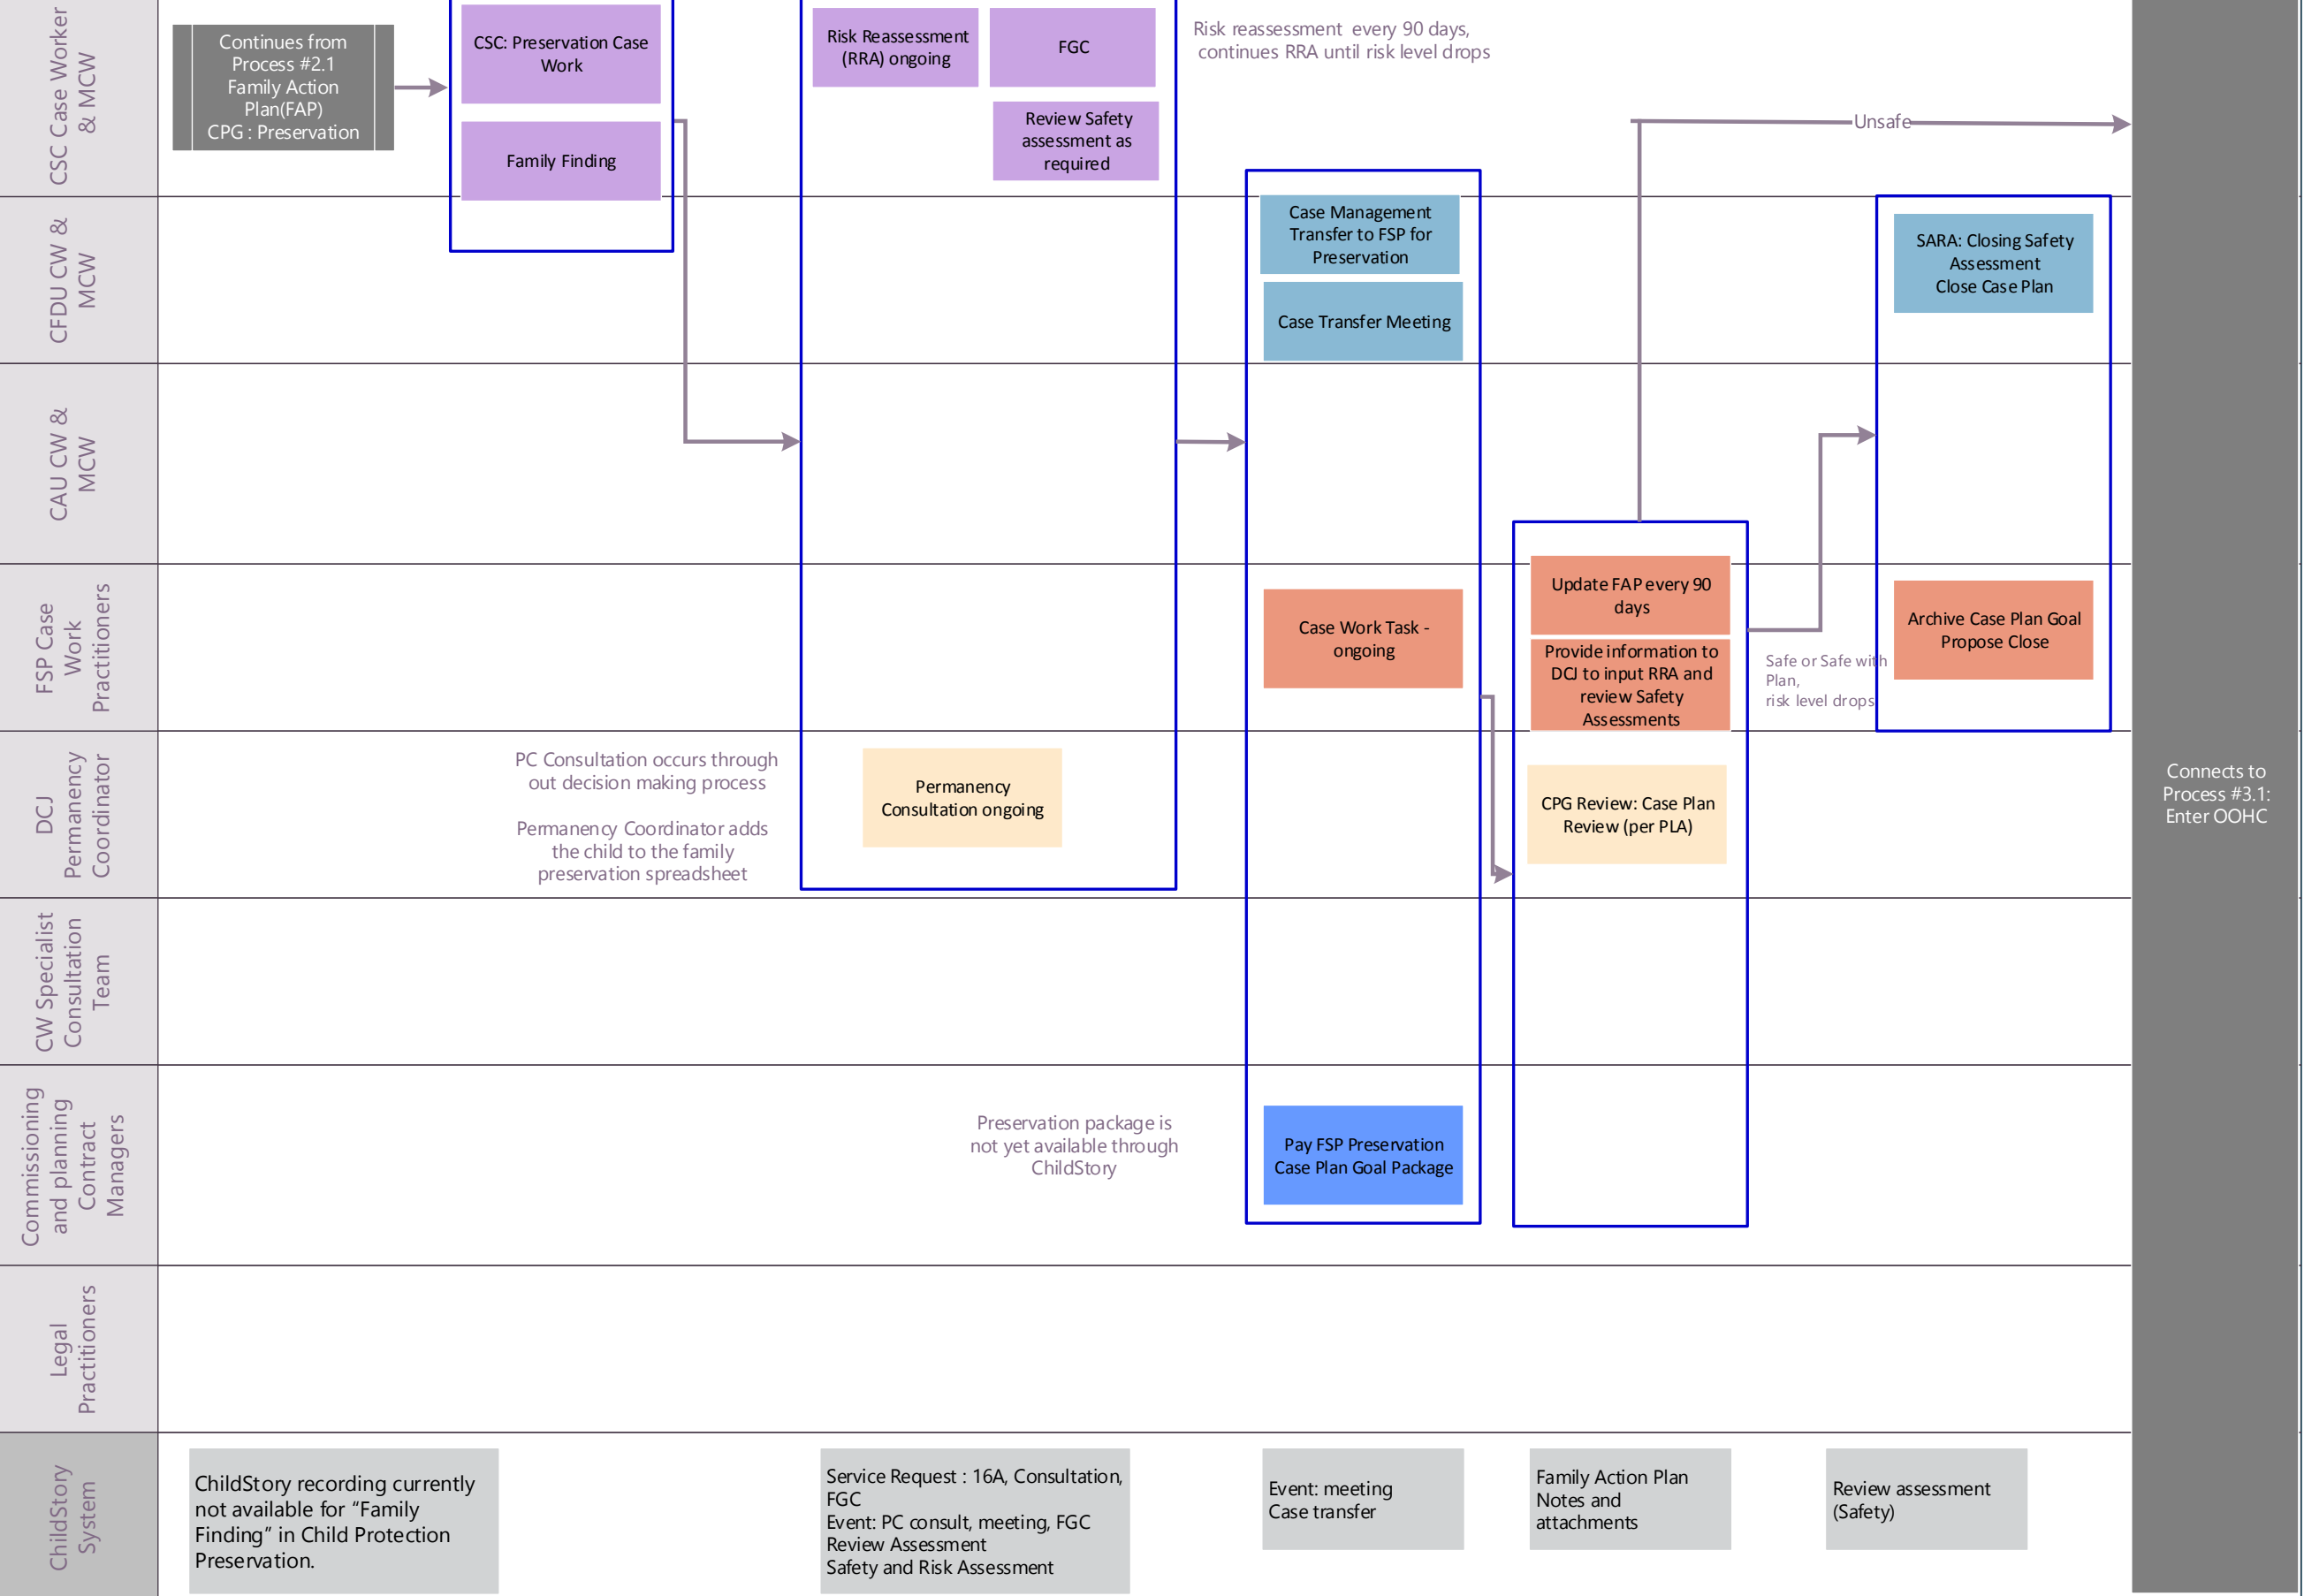 CSC Case Worker
& MCW
Continues from
Process #2.1
Family Action
Plan(FAP)
CPG : Preservation
CSC: Preservation Case
Work
Family Finding
Risk Reassessment
(RRA) ongoing
FGC
Review Safety
assessment as
required
Risk reassessment every 90 days,
continues RRA until risk level drops
Unsafe
CFDU CW &
MCW
Case Management
Transfer to FSP for
Preservation
Case Transfer Meeting
SARA: Closing Safety
Assessment
Close Case Plan
CAU CW &
MCW
FSP Case
Work
Practitioners
Case Work Task -
ongoing
Update FAP every 90
days
Provide information to
DCJ to input RRA and
review Safety
Assessments
Safe or Safe with
Plan,
risk level drops
Archive Case Plan Goal
Propose Close
DCJ
Permanency
Coordinator
PC Consultation occurs through
out decision making process
Permanency Coordinator adds
the child to the family
preservation spreadsheet
Permanency
Consultation ongoing
CPG Review: Case Plan
Review (per PLA)
Connects to
Process #3.1:
Enter OOHC
CW Specialist
Consultation
Team
Commissioning
and planning
Contract
Managers
Preservation package is
not yet available through
ChildStory
Pay FSP Preservation
Case Plan Goal Package
Legal
Practitioners
ChildStory
System
ChildStory recording currently
not available for “Family
Finding” in Child Protection
Preservation.
Service Request : 16A, Consultation,
FGC
Event: PC consult, meeting, FGC
Review Assessment
Safety and Risk Assessment
Event: meeting
Case transfer
Family Action Plan
Notes and
attachments
Review assessment
(Safety)